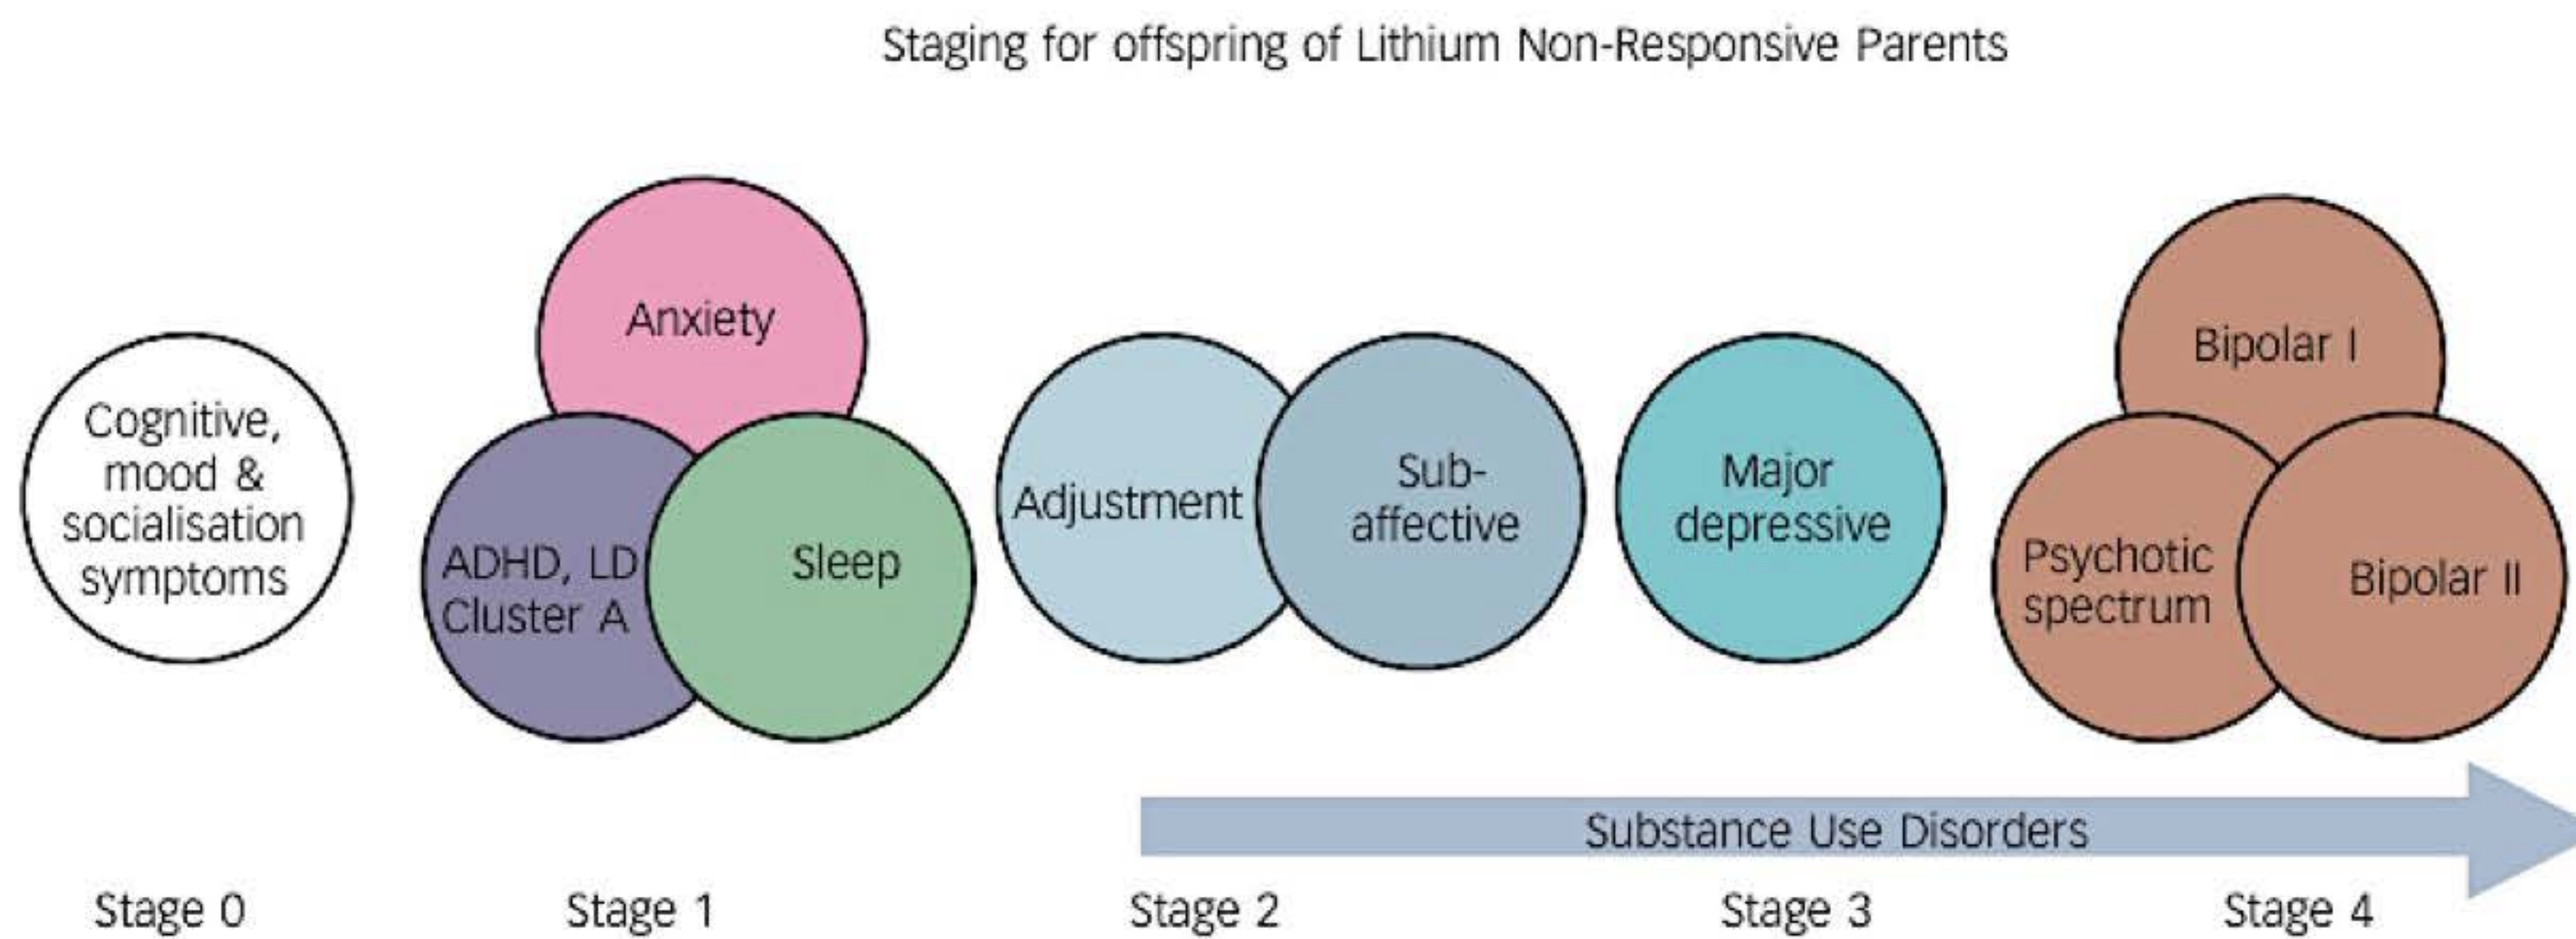 Staging for offspring of Lithium Non-Responsive Parents
Cognitive,
mood &
socialisation
symptoms
Anxiety
ADHD, LD
Cluster A
Sleep
Adjustment
Sub-
affective
Major
depressive
Bipolar I
Psychotic
spectrum
Bipolar II
Substance Use Disorders
Stage 0
Stage 1
Stage 2
Stage 3
Stage 4